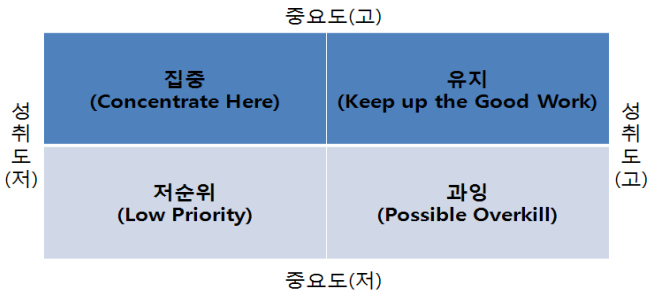 중요도(고)
집중
(Concentrate Here)
유지
(Keep up the Good Work)
성
취
도
(저)
성
취
도
(고)
저순위
(Low Priority)
과잉
(Possible Overkill)
중요도(저)